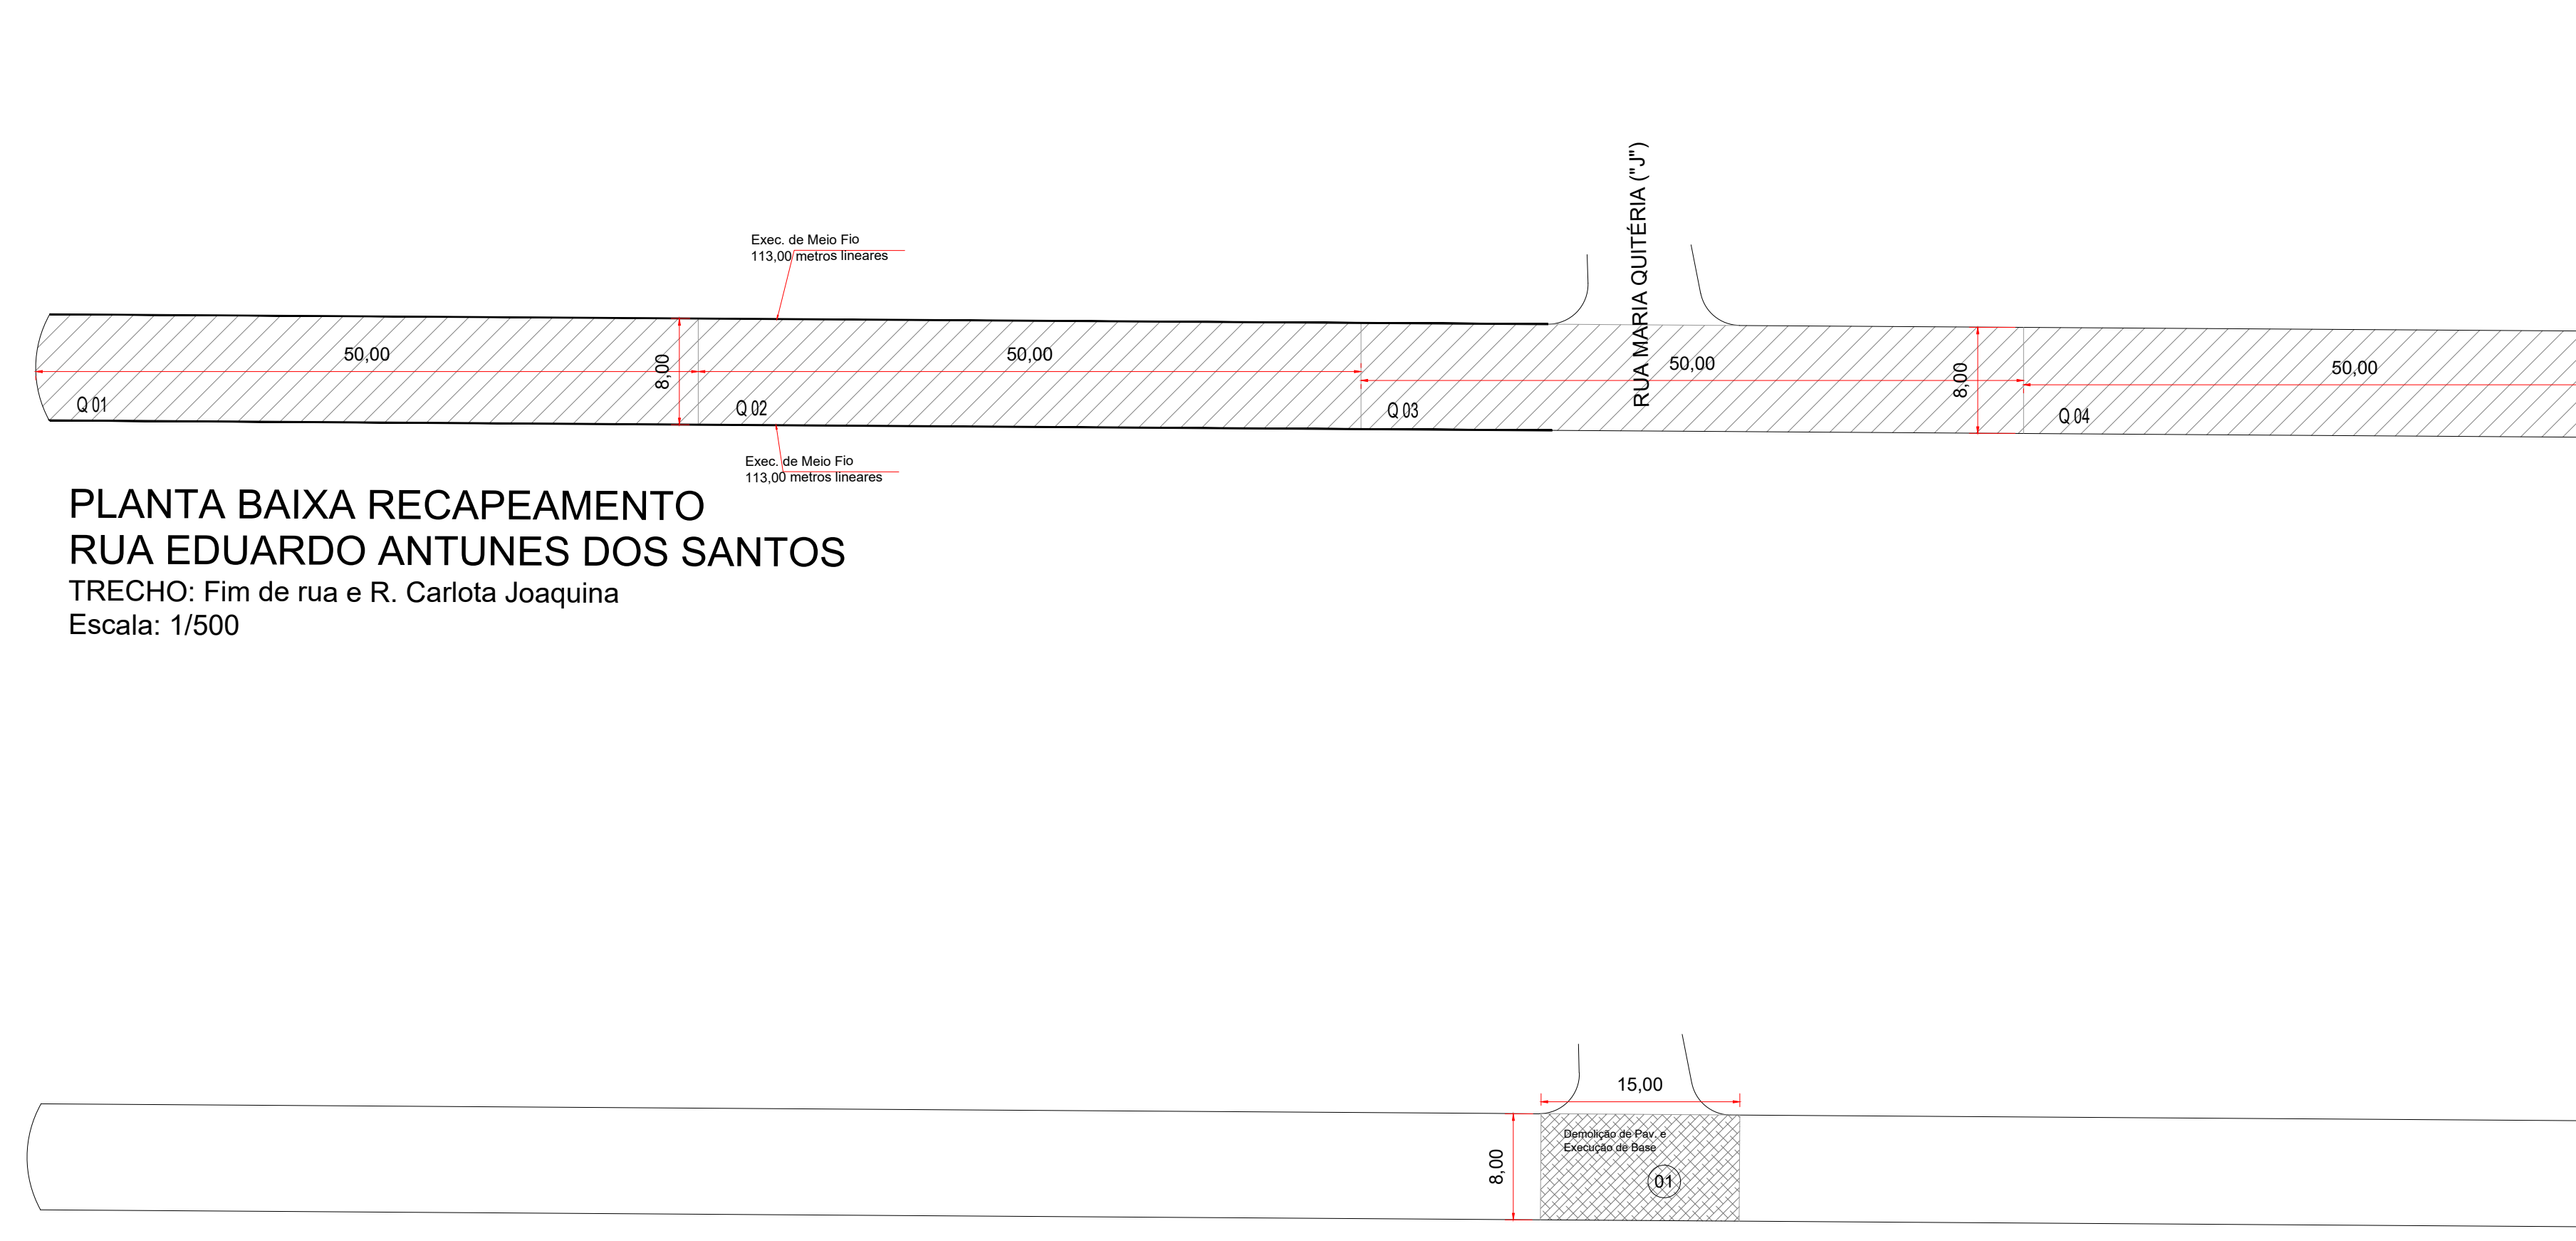 RUA MARIA QUITÉRIA ("J")
Exec. de Meio Fio
113,00 metros lineares
50,00
8,00
50,00
50,00
8,00
50,00
Q 01
Q 02
Q 03
Q 04
Exec. de Meio Fio
113,00 metros lineares
PLANTA BAIXA RECAPEAMENTO
RUA EDUARDO ANTUNES DOS SANTOS
TRECHO: Fim de rua e R. Carlota Joaquina
Escala: 1/500
15,00
8,00
Demolição de Pav. e
Execução de Base
01